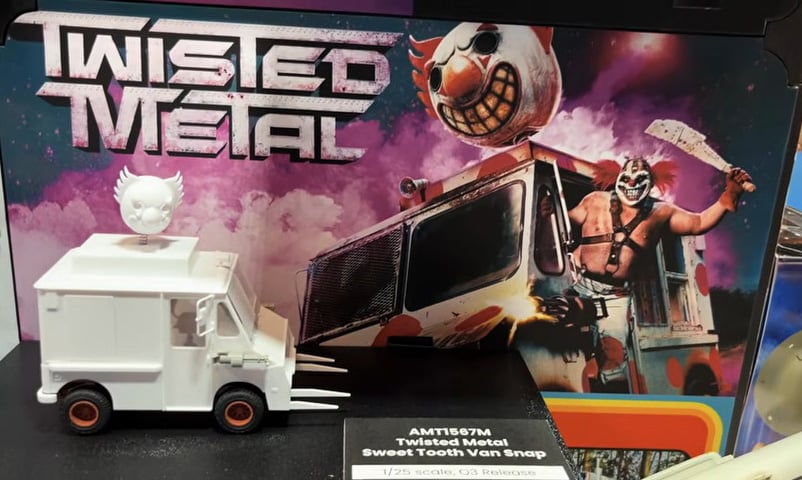 TWISTED
METAL
AMT1567M
Twisted Metal
Sweet Tooth Van Snap
1/25 scale, Q3 Release